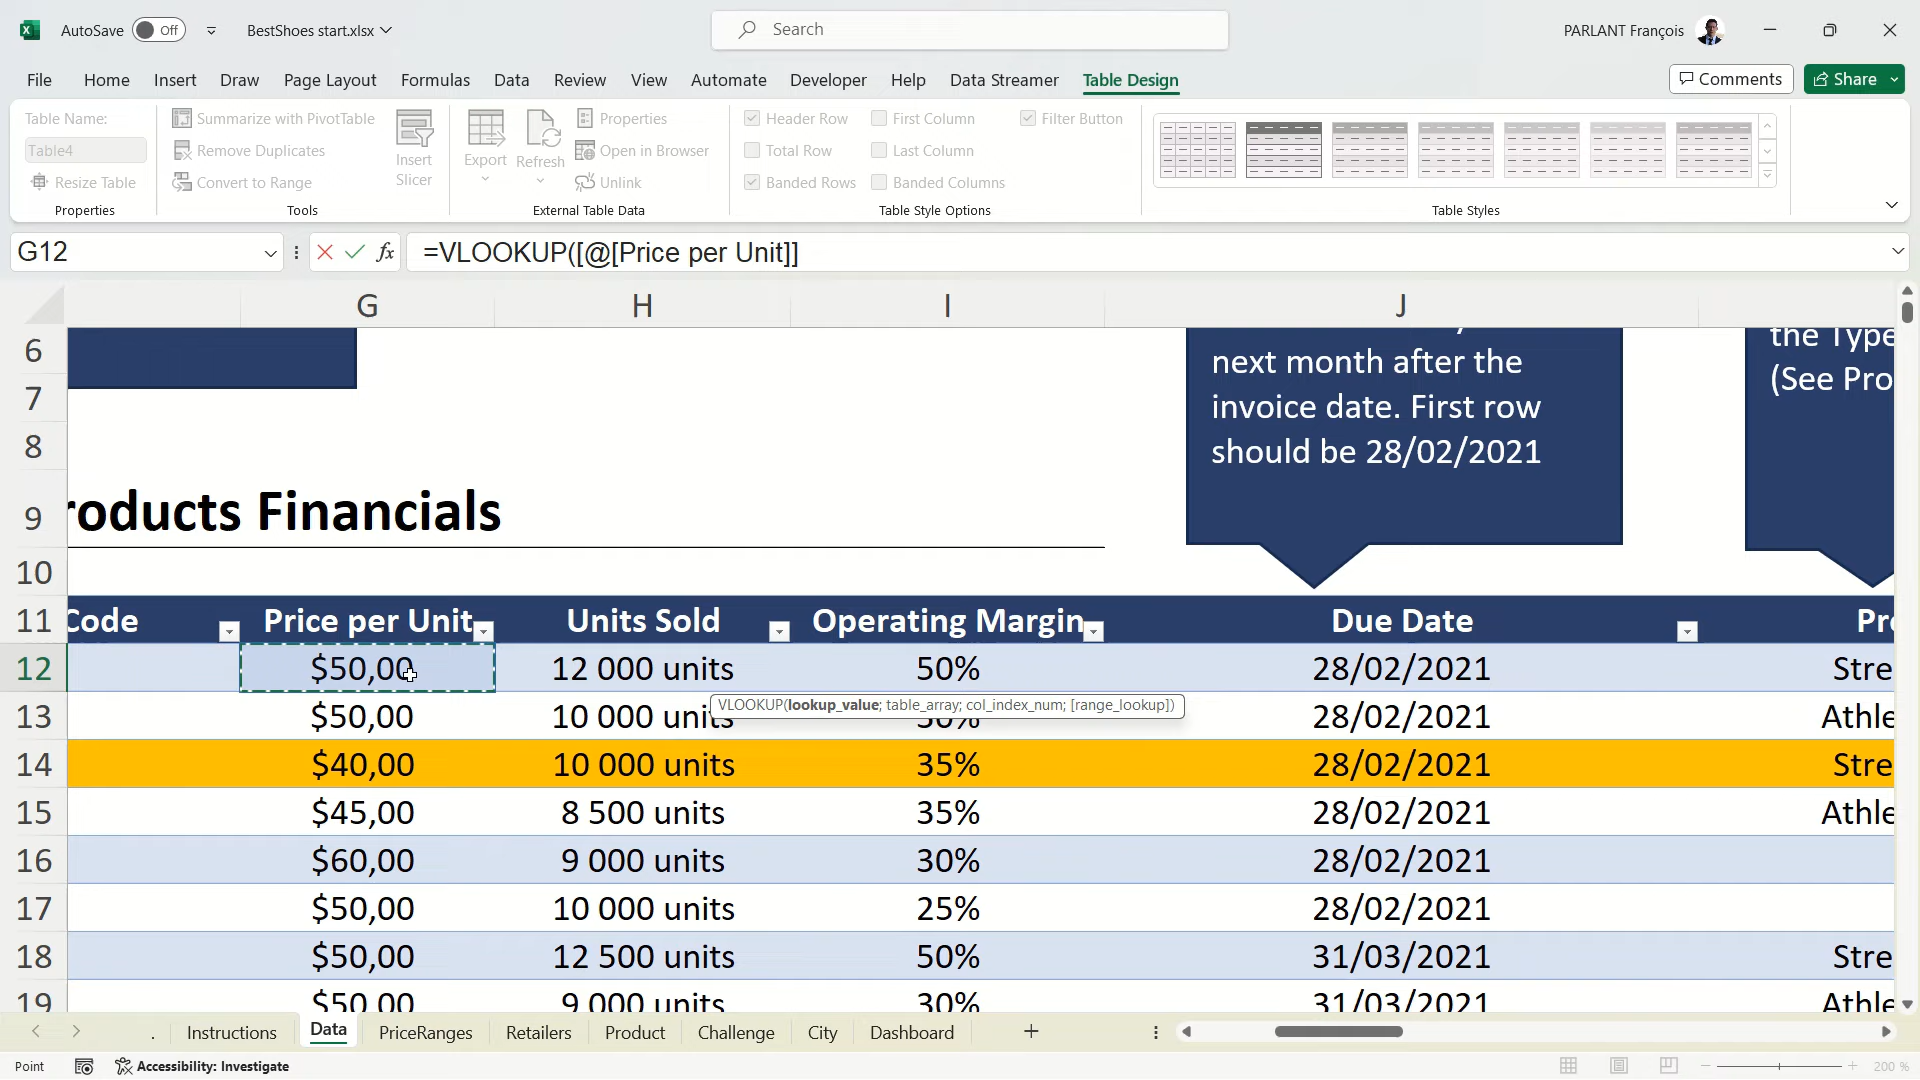 AutoSave Off BestShoes start.xlsx Search PARLANT François
File Home Insert Draw Page Layout Formulas Data Review View Automate Developer Help Data Streamer Table Design Comments Share
Table Name:
Table4
Resize Table
Properties
Summarize with PivotTable
Remove Duplicates
Convert to Range
Insert
Slicer
Tools
Export
Refresh
Properties
Open in Browser
Unlink
External Table Data
Header Row First Column Filter Button
Total Row Last Column
Banded Rows Banded Columns
Table Style Options
Table Styles
G12 fx =VLOOKUP([@[Price per Unit]]
G H I J
6
7
8
9
10
next month after the
invoice date. First row
should be 28/02/2021
the Type
(See Pro
roducts Financials
11 Code Price per Unit Units Sold Operating Margin Due Date Pro
12 $50,00 12 000 units 50% 28/02/2021 Stre
VLOOKUP(lookup_value; table_array; col_index_num; [range_lookup])
13 $50,00 10 000 units 30% 28/02/2021 Athle
14 $40,00 10 000 units 35% 28/02/2021 Stre
15 $45,00 8 500 units 35% 28/02/2021 Athle
16 $60,00 9 000 units 30% 28/02/2021
17 $50,00 10 000 units 25% 28/02/2021
18 $50,00 12 500 units 50% 31/03/2021 Stre
19 $50,00 9 000 units 30% 31/03/2021 Athle
. Instructions Data PriceRanges Retailers Product Challenge City Dashboard
Point Accessibility: Investigate 200 %